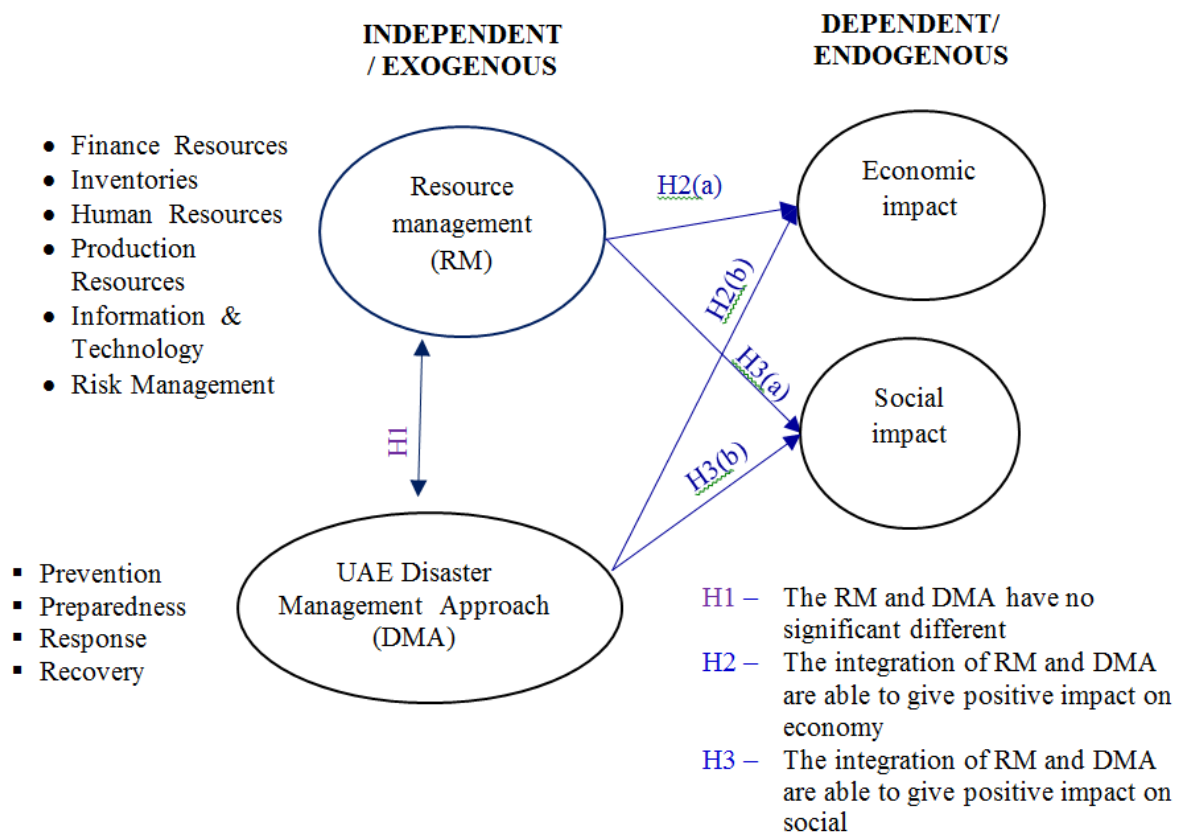 INDEPENDENT
/ EXOGENOUS
DEPENDENT/
ENDOGENOUS
● Finance Resources
● Inventories
● Human Resources
● Production
Resources
● Information &
Technology
● Risk Management
Resource
management
(RM)
Economic
impact
H2(a)
H2(b)
H3(a)
H3(b)
H1
Social
impact
▪ Prevention
▪ Preparedness
▪ Response
▪ Recovery
UAE Disaster
Management Approach
(DMA)
H1 – The RM and DMA have no
significant different
H2 – The integration of RM and DMA
are able to give positive impact on
economy
H3 – The integration of RM and DMA
are able to give positive impact on
social